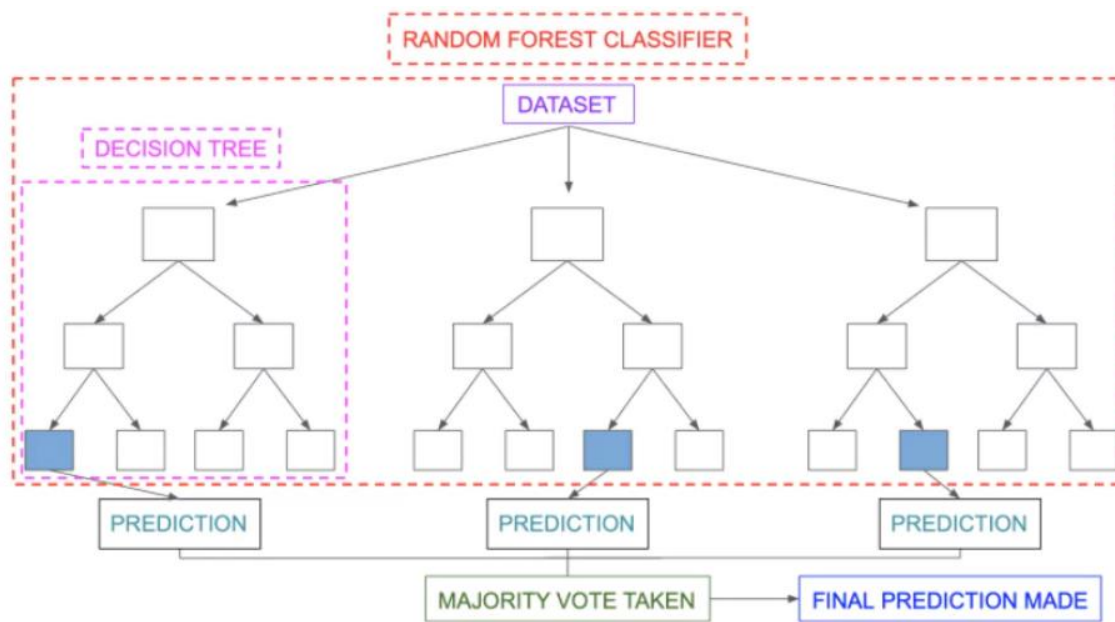 RANDOM FOREST CLASSIFIER
DATASET
DECISION TREE
PREDICTION
PREDICTION
PREDICTION
MAJORITY VOTE TAKEN
FINAL PREDICTION MADE